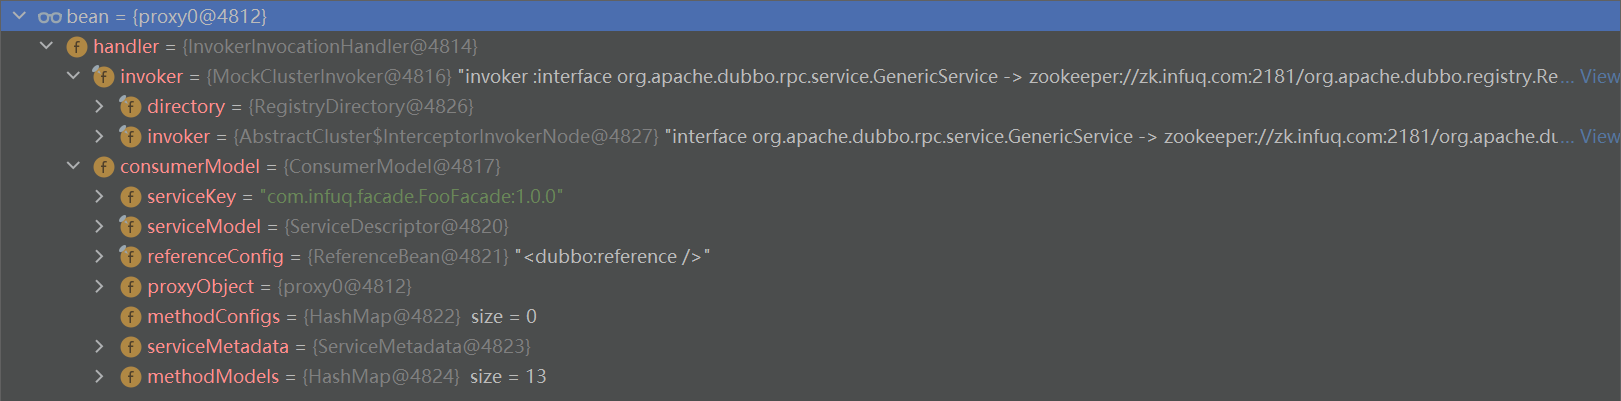 bean = {proxy0@4812}
f handler = {InvokerInvocationHandler@4814}
f invoker = {MockClusterInvoker@4816} "invoker :interface org.apache.dubbo.rpc.service.GenericService -> zookeeper://zk.infuq.com:2181/org.apache.dubbo.registry.Re... View
f directory = {RegistryDirectory@4826}
f invoker = {AbstractCluster$InterceptorInvokerNode@4827} "interface org.apache.dubbo.rpc.service.GenericService -> zookeeper://zk.infuq.com:2181/org.apache.du... View
f consumerModel = {ConsumerModel@4817}
f serviceKey = "com.infuq.facade.FooFacade:1.0.0"
f serviceModel = {ServiceDescriptor@4820}
f referenceConfig = {ReferenceBean@4821} "<dubbo:reference />"
f proxyObject = {proxy0@4812}
f methodConfigs = {HashMap@4822} size = 0
f serviceMetadata = {ServiceMetadata@4823}
f methodModels = {HashMap@4824} size = 13